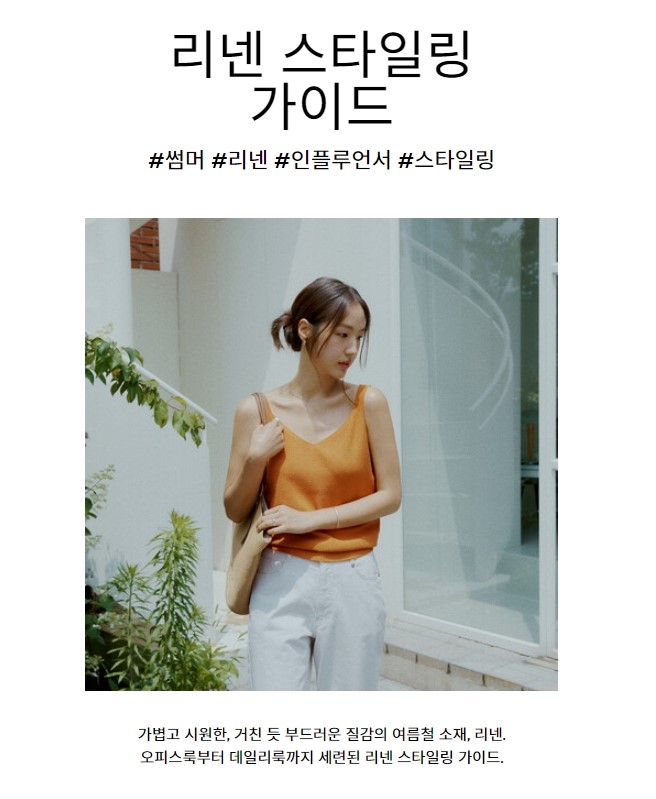 리넨 스타일링
가이드
#썸머 #리넨 #인플루언서 #스타일링
가볍고 시원한, 거친 듯 부드러운 질감의 여름철 소재, 리넨.
오피스룩부터 데일리룩까지 세련된 리넨 스타일링 가이드.